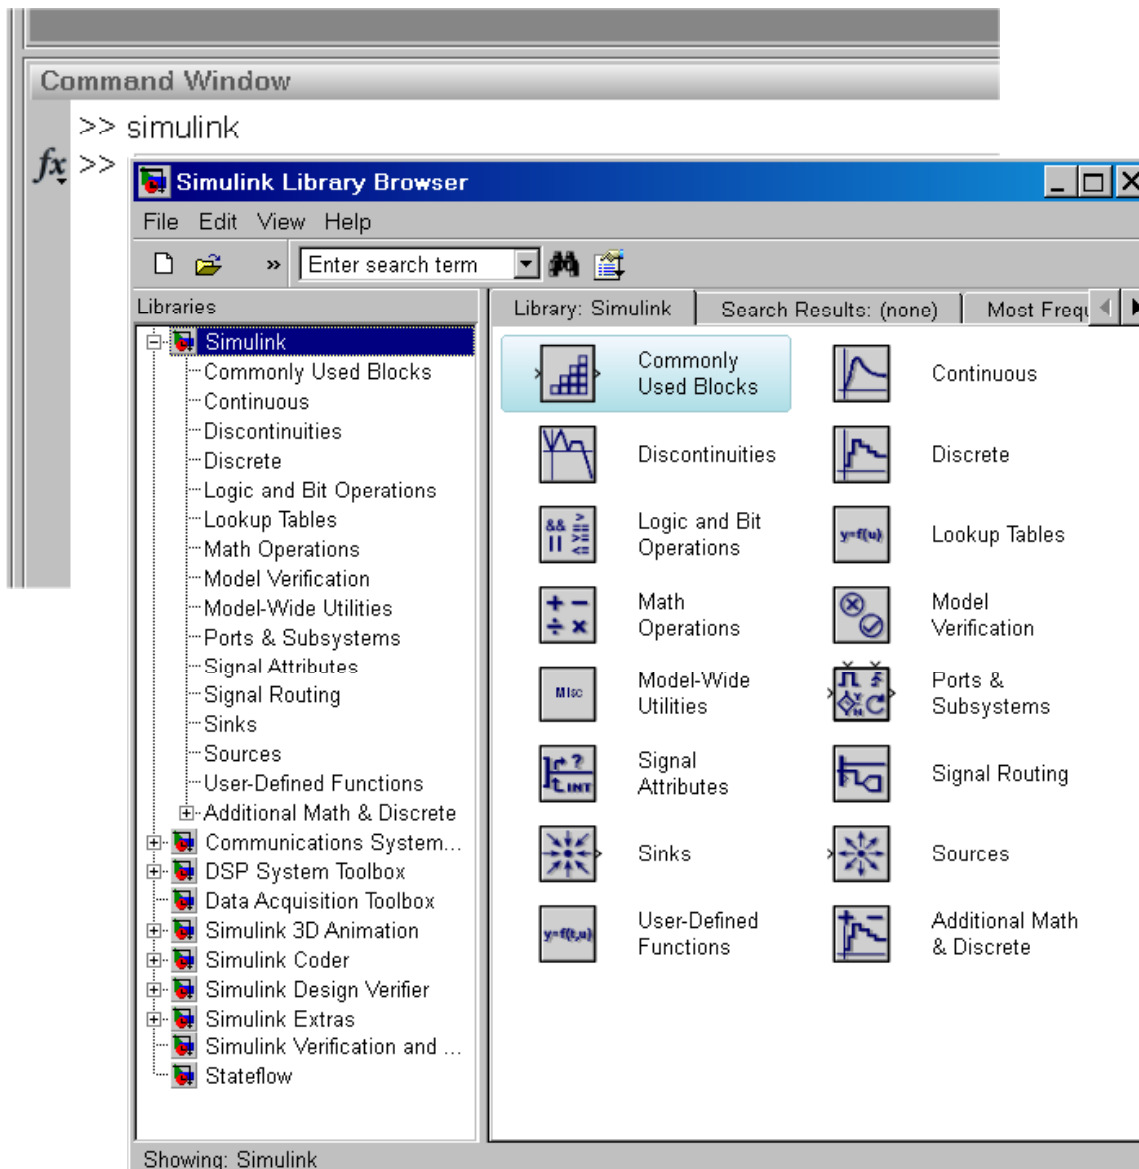 Command Window
>> simulink
fx >>
Simulink Library Browser
File Edit View Help
» Enter search term
Libraries
Simulink
Commonly Used Blocks
Continuous
Discontinuities
Discrete
Logic and Bit Operations
Lookup Tables
Math Operations
Model Verification
Model-Wide Utilities
Ports & Subsystems
Signal Attributes
Signal Routing
Sinks
Sources
User-Defined Functions
Additional Math & Discrete
Communications System...
DSP System Toolbox
Data Acquisition Toolbox
Simulink 3D Animation
Simulink Coder
Simulink Design Verifier
Simulink Extras
Simulink Verification and ...
Stateflow
Library: Simulink Search Results: (none) Most Frequ
Commonly
Used Blocks
Continuous
Discontinuities
Discrete
&& > == >= <= ||
Logic and Bit
Operations
y=f(u)
Lookup Tables
+ − ÷ ×
Math
Operations
Model
Verification
Misc
Model-Wide
Utilities
Y N
Ports &
Subsystems
? INT
Signal
Attributes
Signal Routing
Sinks
Sources
y=f(t,u)
User-Defined
Functions
+ −
Additional Math
& Discrete
Showing: Simulink